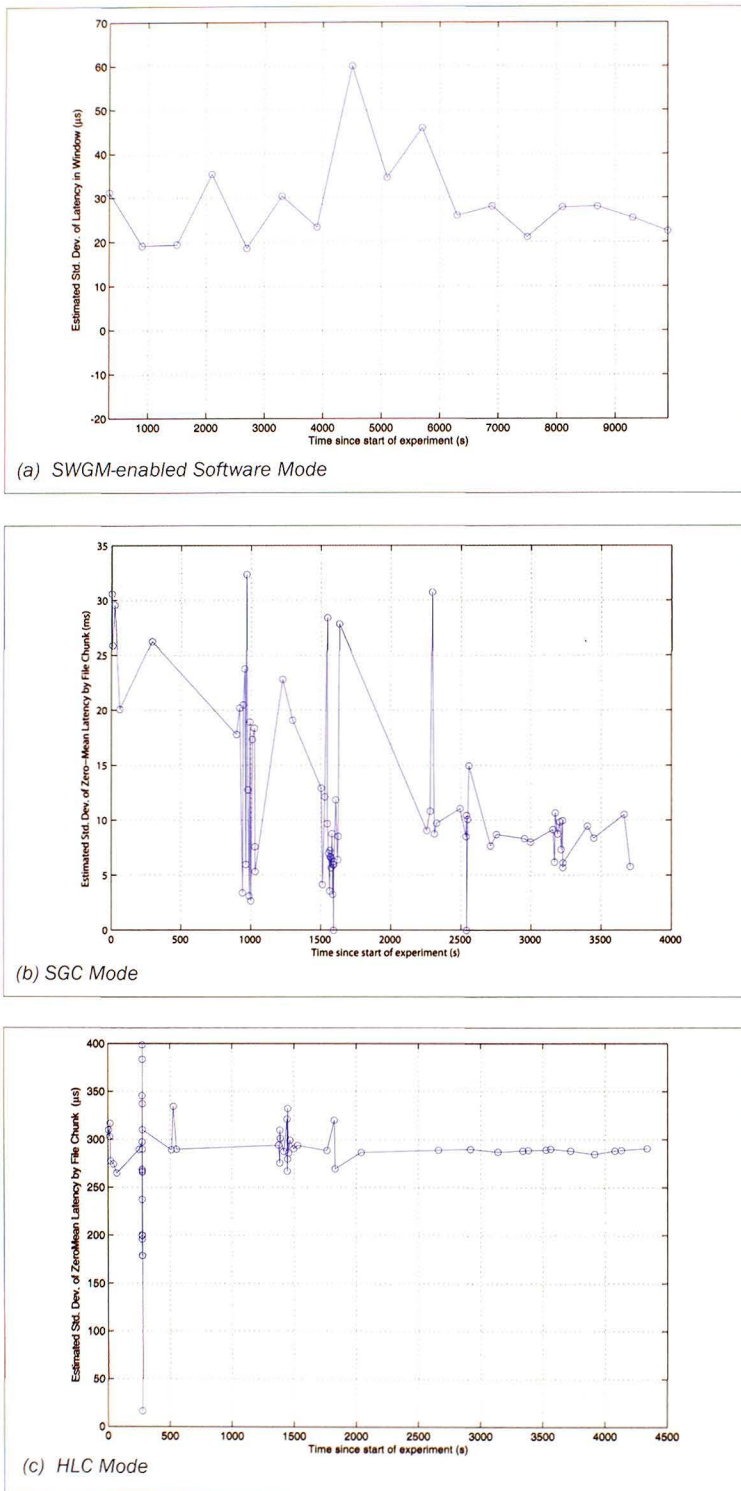 70
60
50
40
30
20
10
0
-10
-20
Estimated Std. Dev. of Latency in Window (µs)
1000 2000 3000 4000 5000 6000 7000 8000 9000
Time since start of experiment (s)
(a) SWGM-enabled Software Mode
35
30
25
20
15
10
5
0
Estimated Std. Dev. of Zero-Mean Latency by File Chunk (ms)
0 500 1000 1500 2000 2500 3000 3500 4000
Time since start of experiment (s)
(b) SGC Mode
400
350
300
250
200
150
100
50
0
Estimated Std. Dev. of ZeroMean Latency by File Chunk (µs)
0 500 1000 1500 2000 2500 3000 3500 4000 4500
Time since start of experiment (s)
(c) HLC Mode